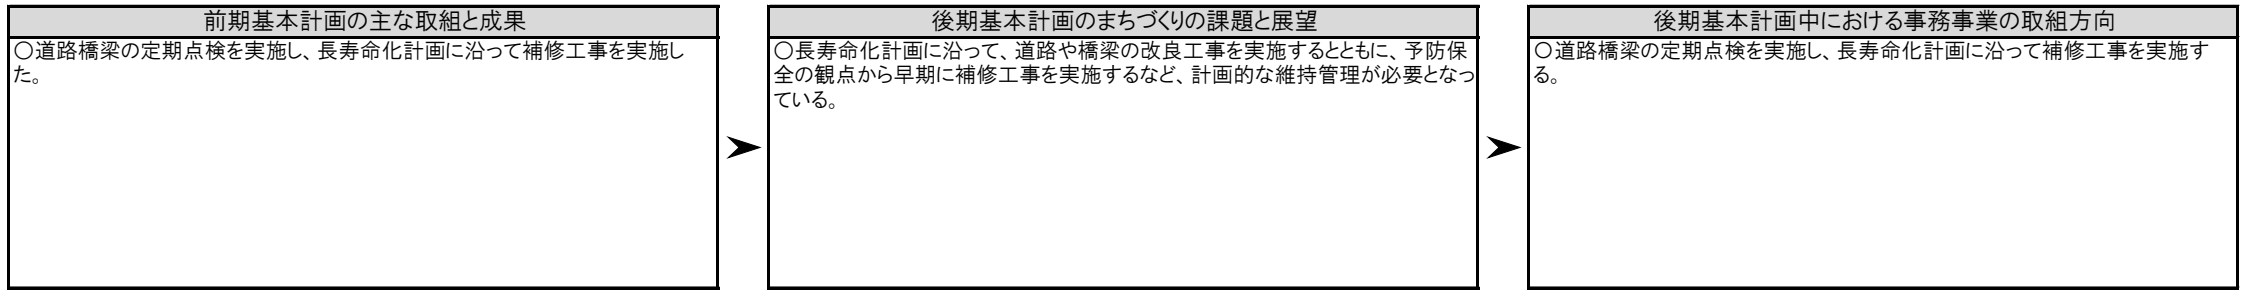 前期基本計画の主な取組と成果
〇道路橋梁の定期点検を実施し、長寿命化計画に沿って補修工事を実施し
た。
後期基本計画のまちづくりの課題と展望
〇長寿命化計画に沿って、道路や橋梁の改良工事を実施するとともに、予防保
全の観点から早期に補修工事を実施するなど、計画的な維持管理が必要となっ
ている。
後期基本計画中における事務事業の取組方向
〇道路橋梁の定期点検を実施し、長寿命化計画に沿って補修工事を実施す
る。